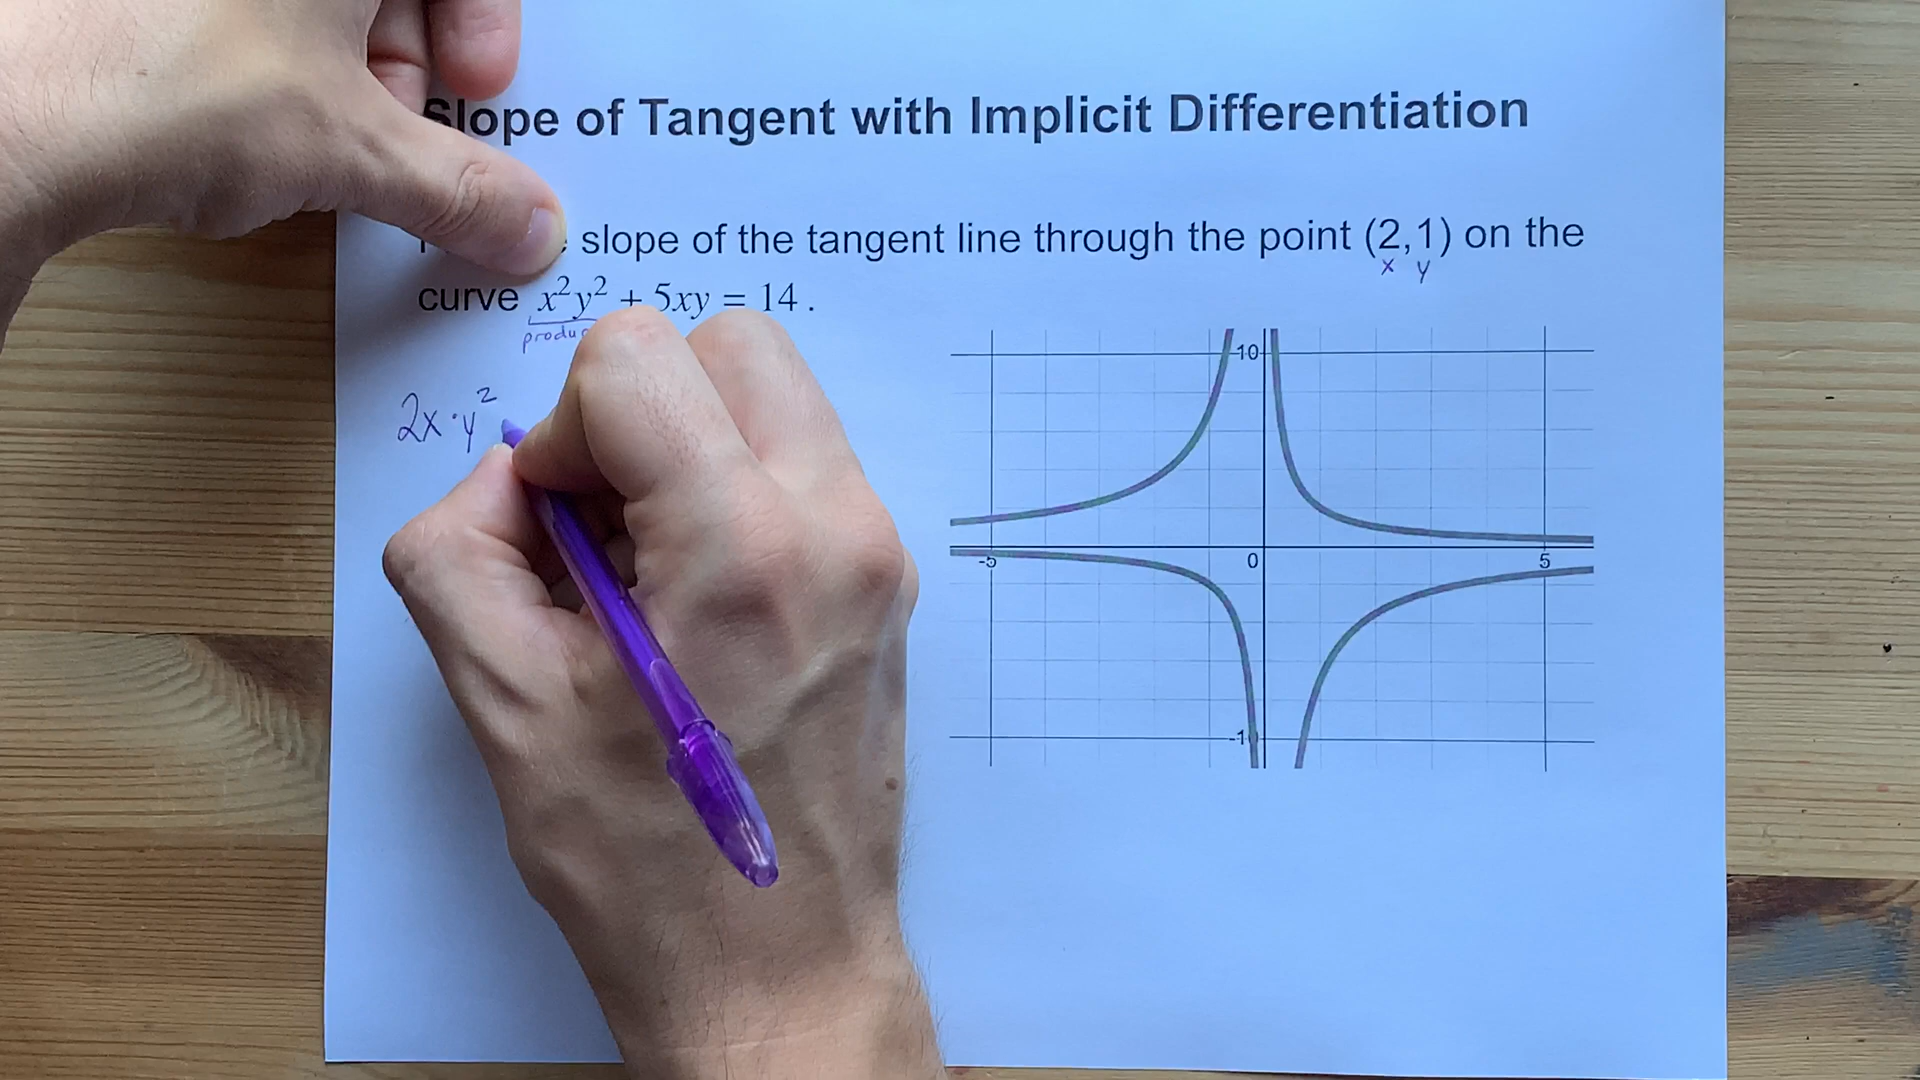 Slope of Tangent with Implicit Differentiation
slope of the tangent line through the point (2,1) on the
x y
curve x²y² + 5xy = 14.
2x·y²
10
-5 0 5